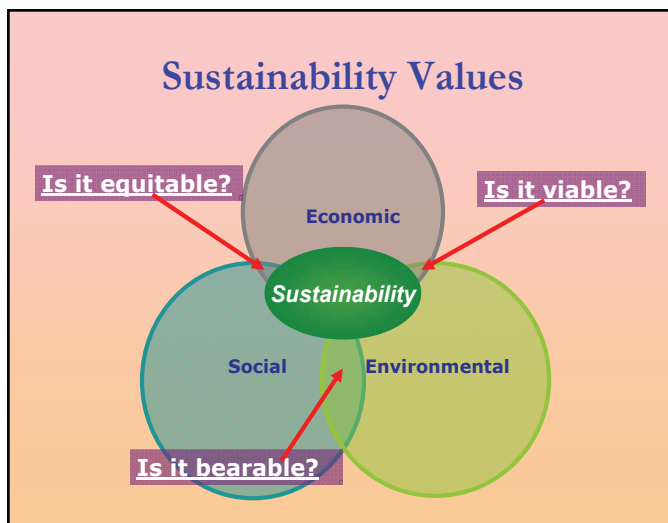 Sustainability Values
Is it equitable?
Is it viable?
Economic
Sustainability
Social
Environmental
Is it bearable?